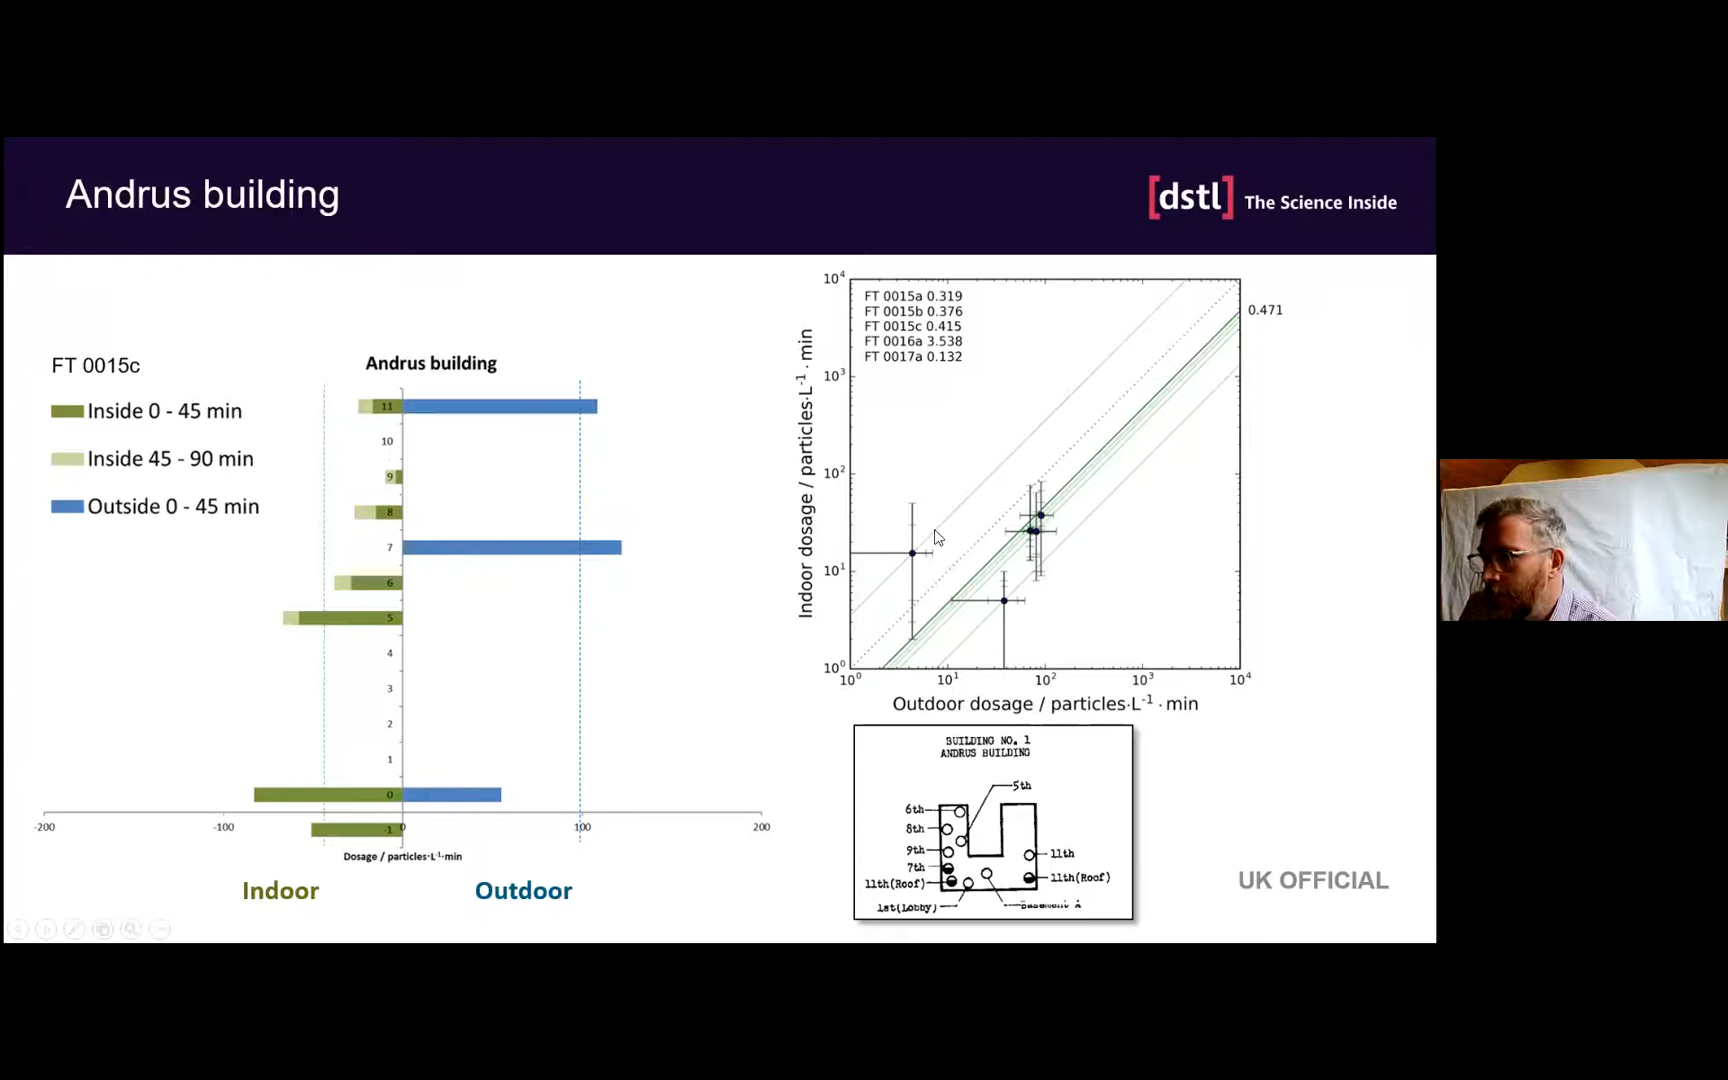 Andrus building
[dstl] The Science Inside
FT 0015c
Inside 0 - 45 min
Inside 45 - 90 min
Outside 0 - 45 min
Andrus building
11
10
9
8
7
6
5
4
3
2
1
0
-1
-200
-100
0
100
200
Dosage / particles·L⁻¹·min
Indoor
Outdoor
FT 0015a 0.319
FT 0015b 0.376
FT 0015c 0.415
FT 0016a 3.538
FT 0017a 0.132
0.471
10⁴
10³
10²
10¹
10⁰
Indoor dosage / particles·L⁻¹·min
10⁰ 10¹ 10² 10³ 10⁴
Outdoor dosage / particles·L⁻¹·min
BUILDING NO. 1
ANDRUS BUILDING
5th
6th
8th
9th
7th
11th(Roof)
1st(Lobby)
11th
11th(Roof)
Basement A
UK OFFICIAL